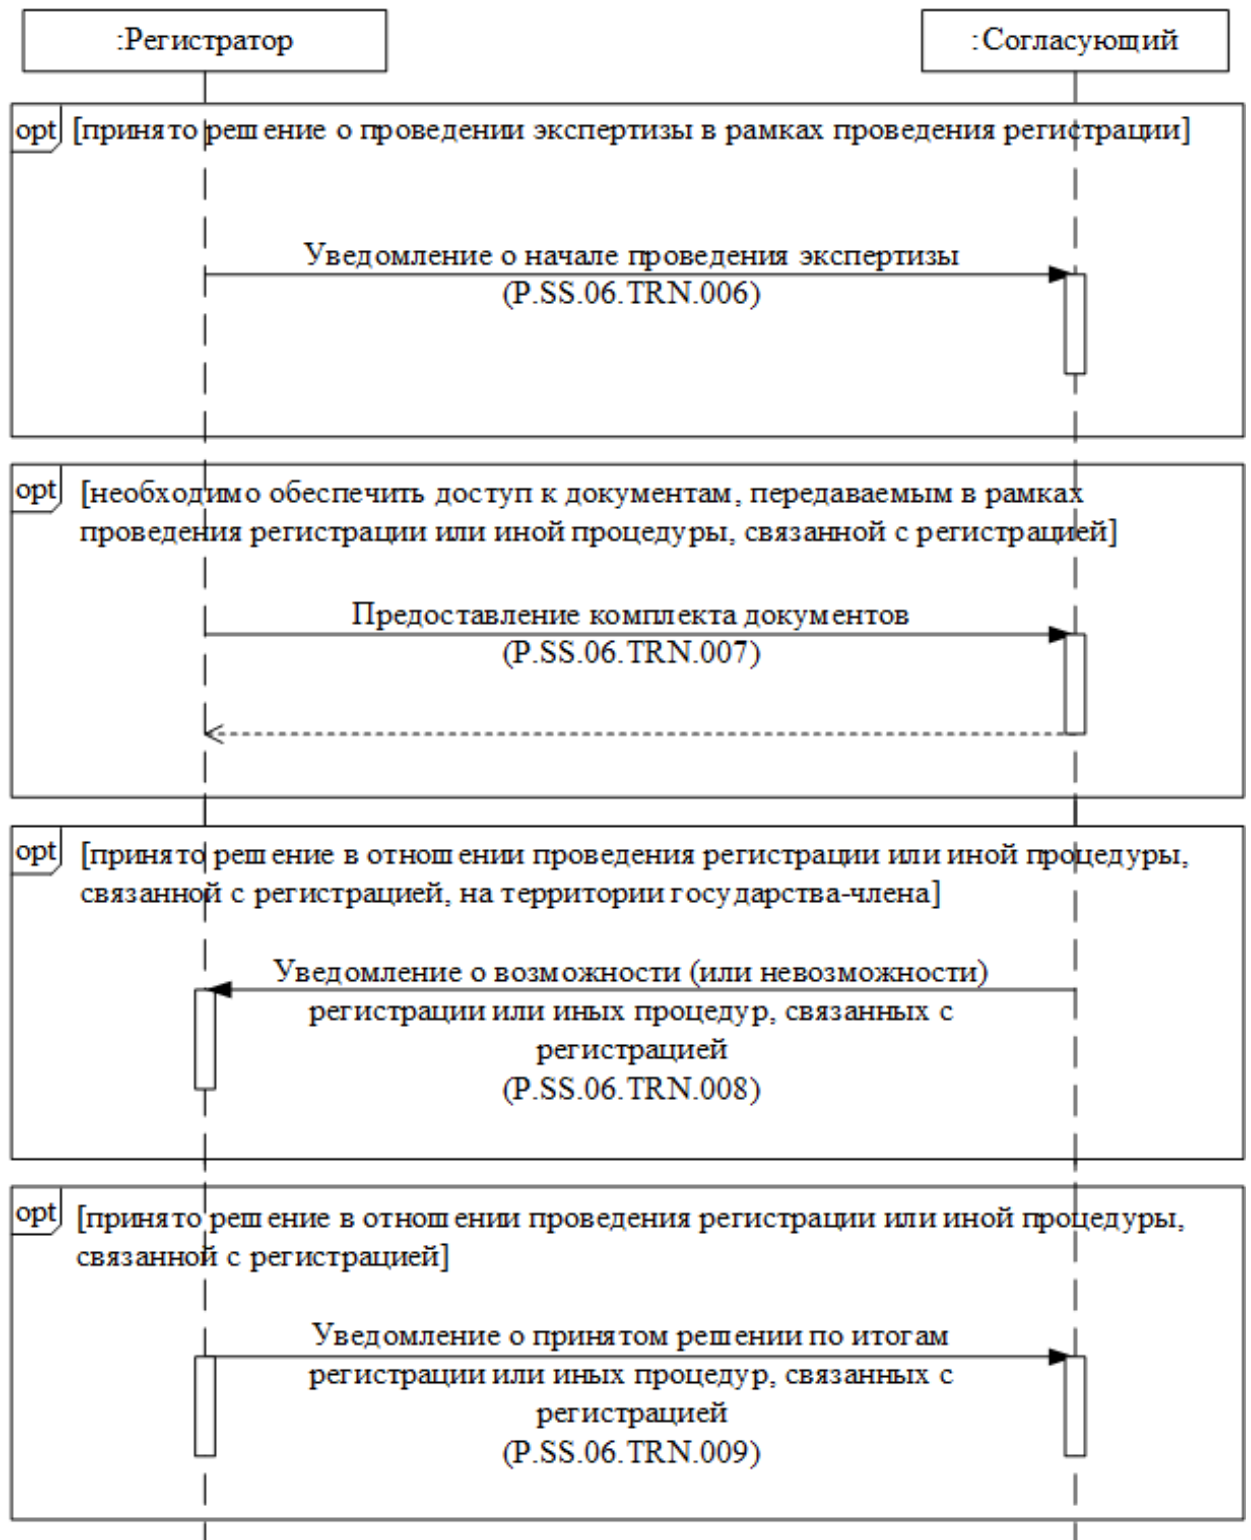 :Регистратор
:Согласующий
opt [принято решение о проведении экспертизы в рамках проведения регистрации]
Уведомление о начале проведения экспертизы
(P.SS.06.TRN.006)
opt [необходимо обеспечить доступ к документам, передаваемым в рамках
проведения регистрации или иной процедуры, связанной с регистрацией]
Предоставление комплекта документов
(P.SS.06.TRN.007)
opt [принято решение в отношении проведения регистрации или иной процедуры,
связанной с регистрацией, на территории государства-члена]
Уведомление о возможности (или невозможности)
регистрации или иных процедур, связанных с
регистрацией
(P.SS.06.TRN.008)
opt [принято решение в отношении проведения регистрации или иной процедуры,
связанной с регистрацией]
Уведомление о принятом решении по итогам
регистрации или иных процедур, связанных с
регистрацией
(P.SS.06.TRN.009)